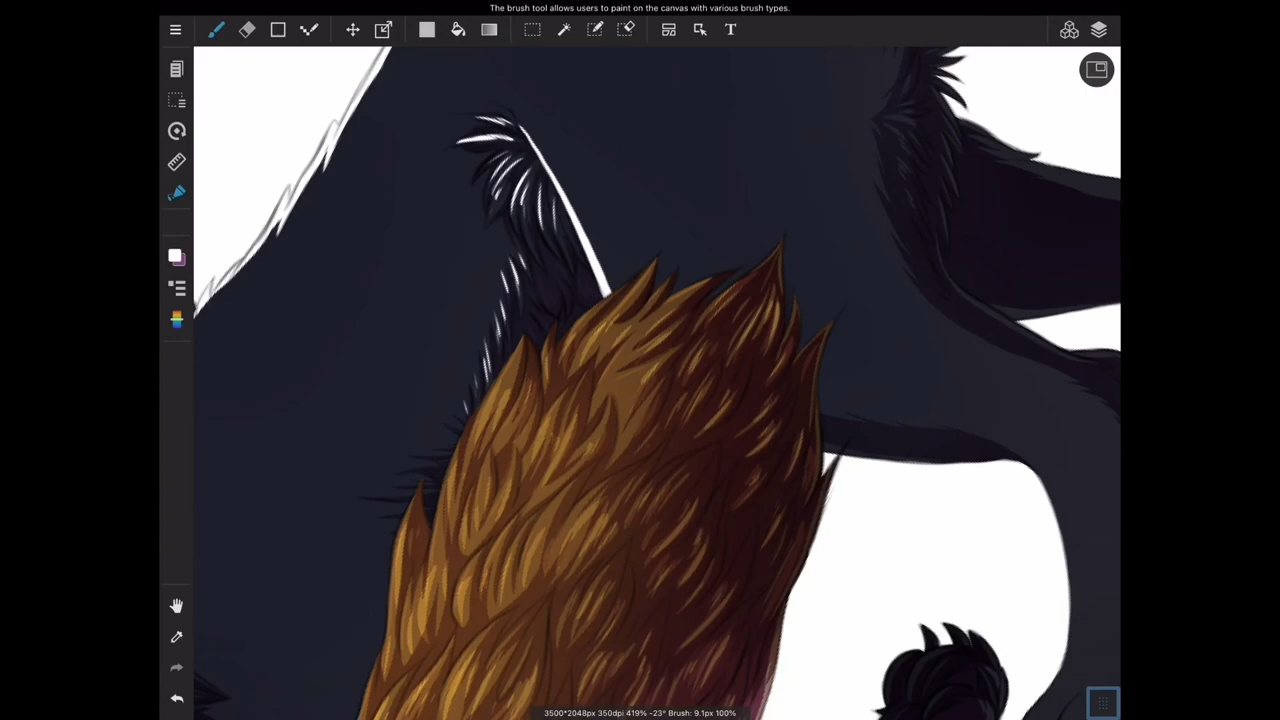 The brush tool allows users to paint on the canvas with various brush types.
T
3500*2048px 350dpi 419% -23° Brush: 9.1px 100%